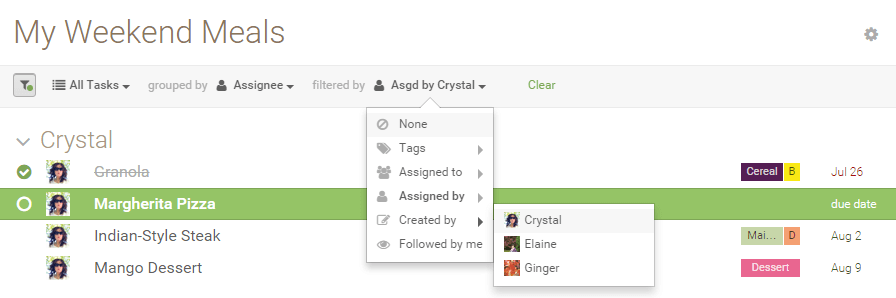 My Weekend Meals
All Tasks grouped by Assignee filtered by Asgd by Crystal Clear
None
Crystal
Tags
Granola Assigned to Cereal B Jul 26
Margherita Pizza Assigned by due date
Created by Crystal
Indian-Style Steak Followed by me Elaine Mai... D Aug 2
Mango Dessert Ginger Dessert Aug 9